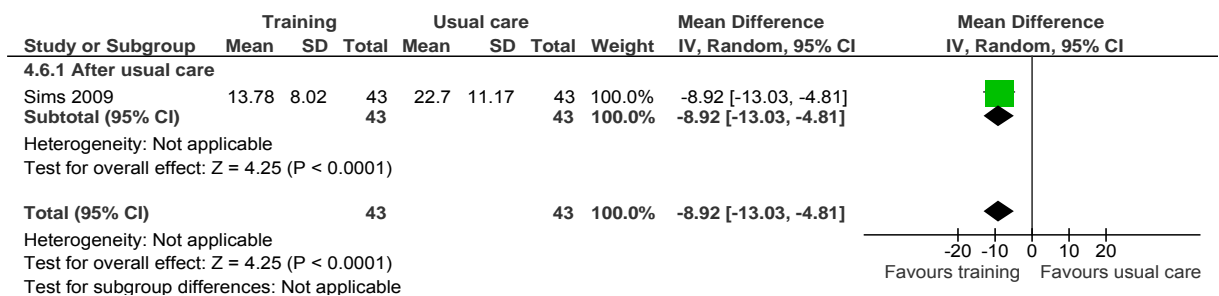 Training Usual care Mean Difference Mean Difference
Study or Subgroup Mean SD Total Mean SD Total Weight IV, Random, 95% CI IV, Random, 95% CI
4.6.1 After usual care
Sims 2009 13.78 8.02 43 22.7 11.17 43 100.0% -8.92 [-13.03, -4.81]
Subtotal (95% CI) 43 43 100.0% -8.92 [-13.03, -4.81]
Heterogeneity: Not applicable
Test for overall effect: Z = 4.25 (P < 0.0001)
Total (95% CI) 43 43 100.0% -8.92 [-13.03, -4.81]
Heterogeneity: Not applicable
Test for overall effect: Z = 4.25 (P < 0.0001)
Test for subgroup differences: Not applicable
-20 -10 0 10 20
Favours training Favours usual care